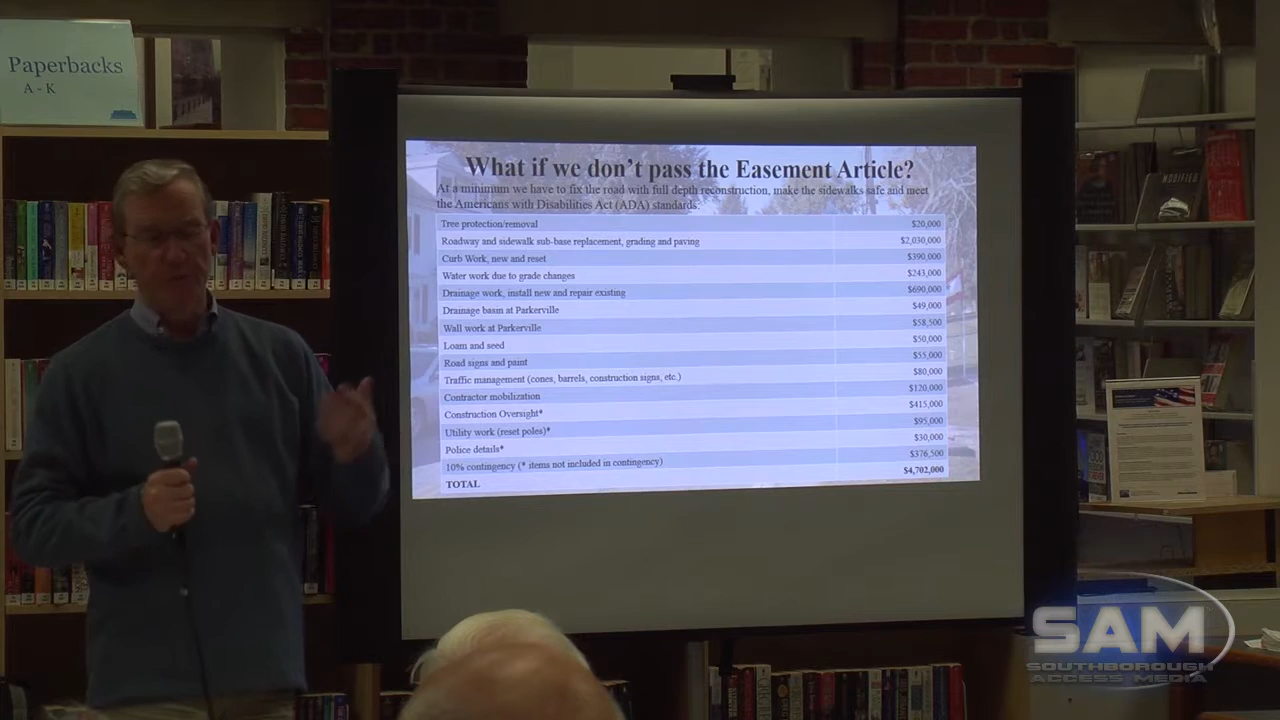 Paperbacks
A - K
What if we don't pass the Easement Article?
At a minimum we have to fix the road with full depth reconstruction, make the sidewalks safe and meet
the Americans with Disabilities Act (ADA) standards.
Tree protection/removal $20,000
Roadway and sidewalk sub-base replacement, grading and paving $2,030,000
Curb Work, new and reset $390,000
Water work due to grade changes $243,000
Drainage work, install new and repair existing $690,000
Drainage basin at Parkerville $49,000
Wall work at Parkerville $58,500
Loam and seed $50,000
Road signs and paint $55,000
Traffic management (cones, barrels, construction signs, etc.) $80,000
Contractor mobilization $120,000
Construction Oversight* $415,000
Utility work (reset poles)* $95,000
Police details* $30,000
10% contingency (* items not included in contingency) $376,500
TOTAL $4,702,000
SAM
SOUTHBOROUGH
ACCESS MEDIA